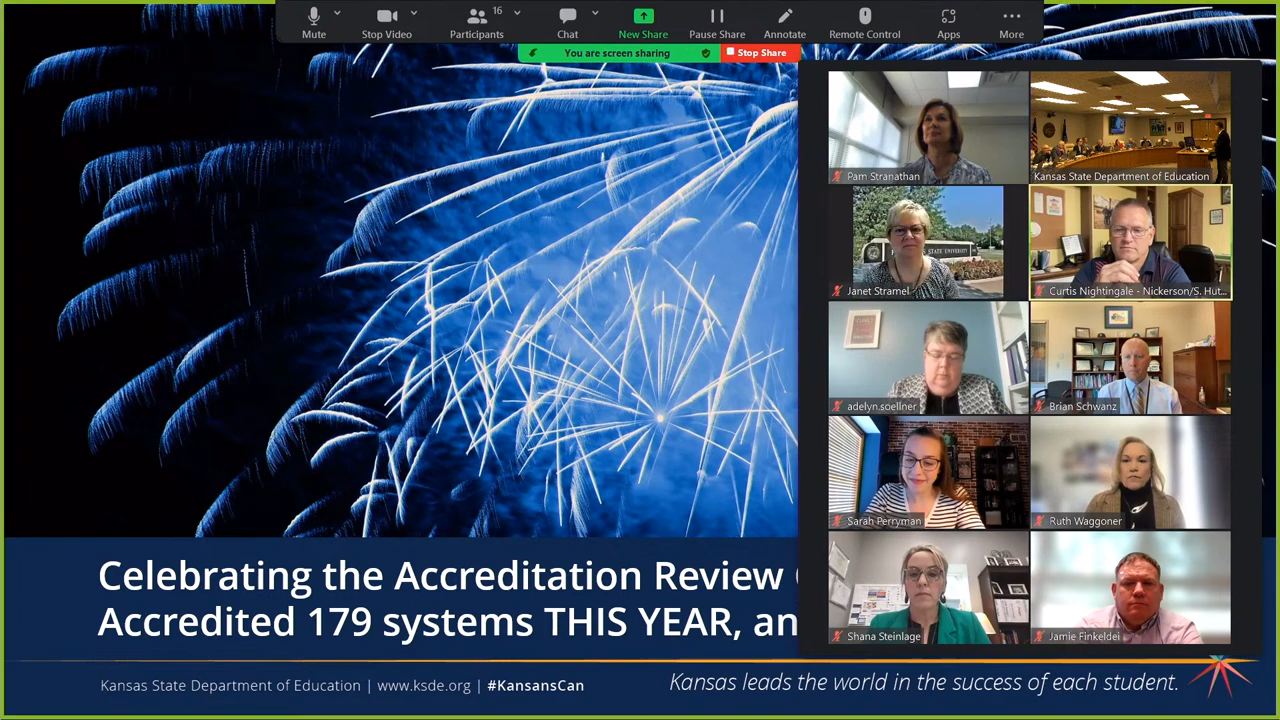 16
Mute
Stop Video
Participants
Chat
New Share
Pause Share
Annotate
Remote Control
Apps
More
You are screen sharing
Stop Share
Pam Stranathan
Kansas State Department of Education
STATE UNIVERSITY
Janet Stramel
Curtis Nightingale - Nickerson/S. Hut...
adelyn.soellner
Brian Schwanz
Sarah Perryman
Ruth Waggoner
Shana Steinlage
Jamie Finkeldei
Celebrating the Accreditation Review
Accredited 179 systems THIS YEAR, an
Kansas State Department of Education | www.ksde.org | #KansansCan
Kansas leads the world in the success of each student.